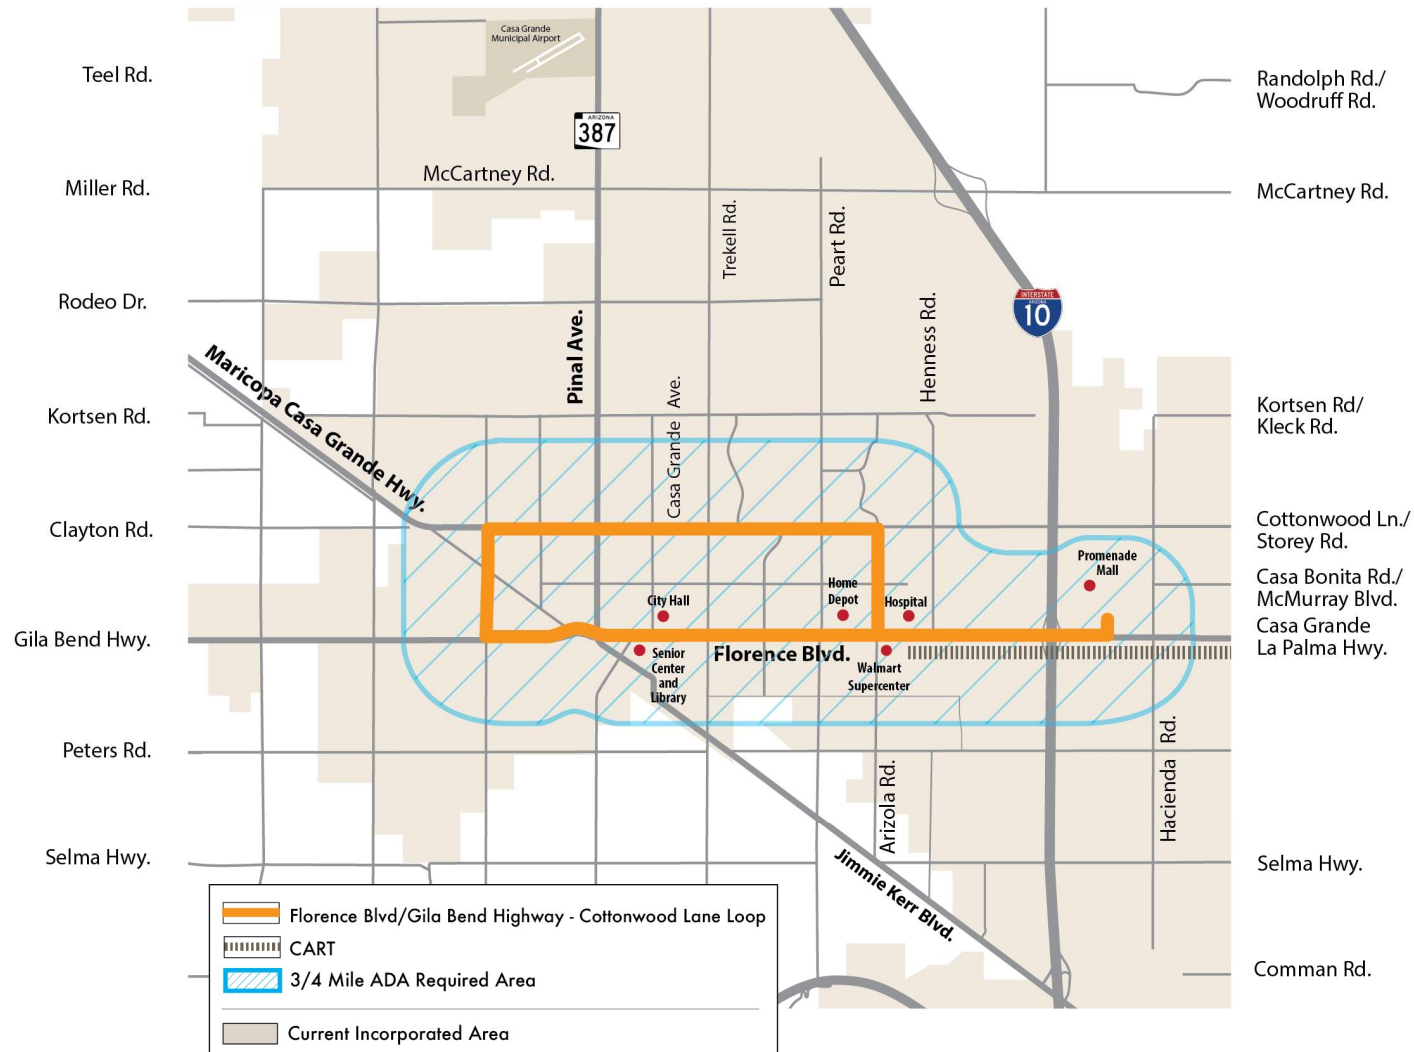 Casa Grande
Municipal Airport
Teel Rd.
Randolph Rd./
Woodruff Rd.
ARIZONA
387
McCartney Rd.
Miller Rd.
McCartney Rd.
Trekell Rd.
Peart Rd.
Rodeo Dr.
INTERSTATE
ARIZONA
10
Pinal Ave.
Henness Rd.
Maricopa Casa Grande Hwy.
Casa Grande Ave.
Kortsen Rd.
Kortsen Rd/
Kleck Rd.
Clayton Rd.
Cottonwood Ln./
Storey Rd.
Promenade
Mall
Casa Bonita Rd./
McMurray Blvd.
Home
Depot
City Hall
Hospital
Gila Bend Hwy.
Casa Grande
La Palma Hwy.
Florence Blvd.
Senior
Center
and
Library
Walmart
Supercenter
Peters Rd.
Hacienda Rd.
Arizola Rd.
Selma Hwy.
Selma Hwy.
Jimmie Kerr Blvd.
Comman Rd.
Florence Blvd/Gila Bend Highway - Cottonwood Lane Loop
CART
3/4 Mile ADA Required Area
Current Incorporated Area